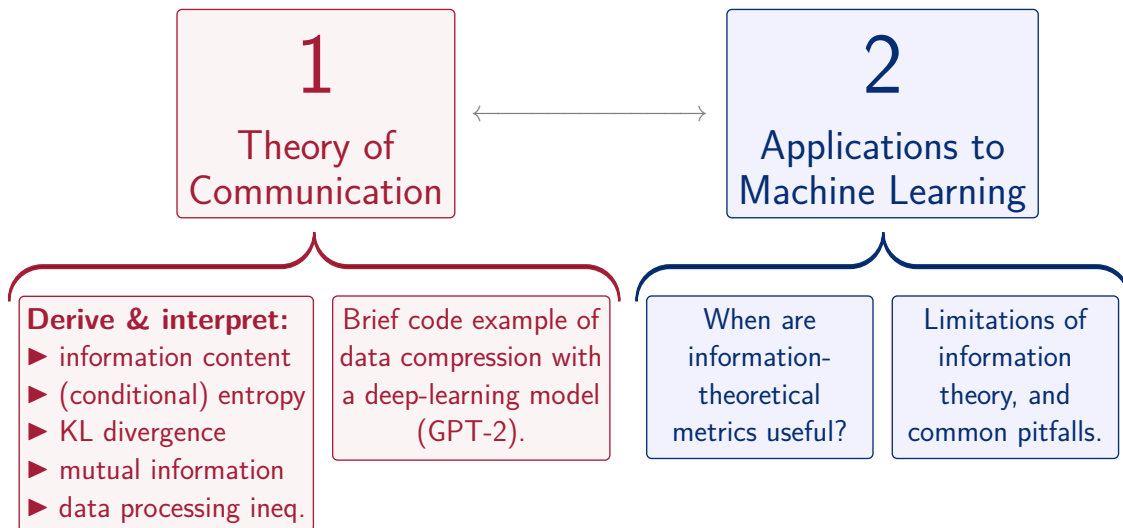 1
Theory of
Communication
2
Applications to
Machine Learning
Derive & interpret:
▶ information content
▶ (conditional) entropy
▶ KL divergence
▶ mutual information
▶ data processing ineq.
Brief code example of
data compression with
a deep-learning model
(GPT-2).
When are
information-
theoretical
metrics useful?
Limitations of
information
theory, and
common pitfalls.